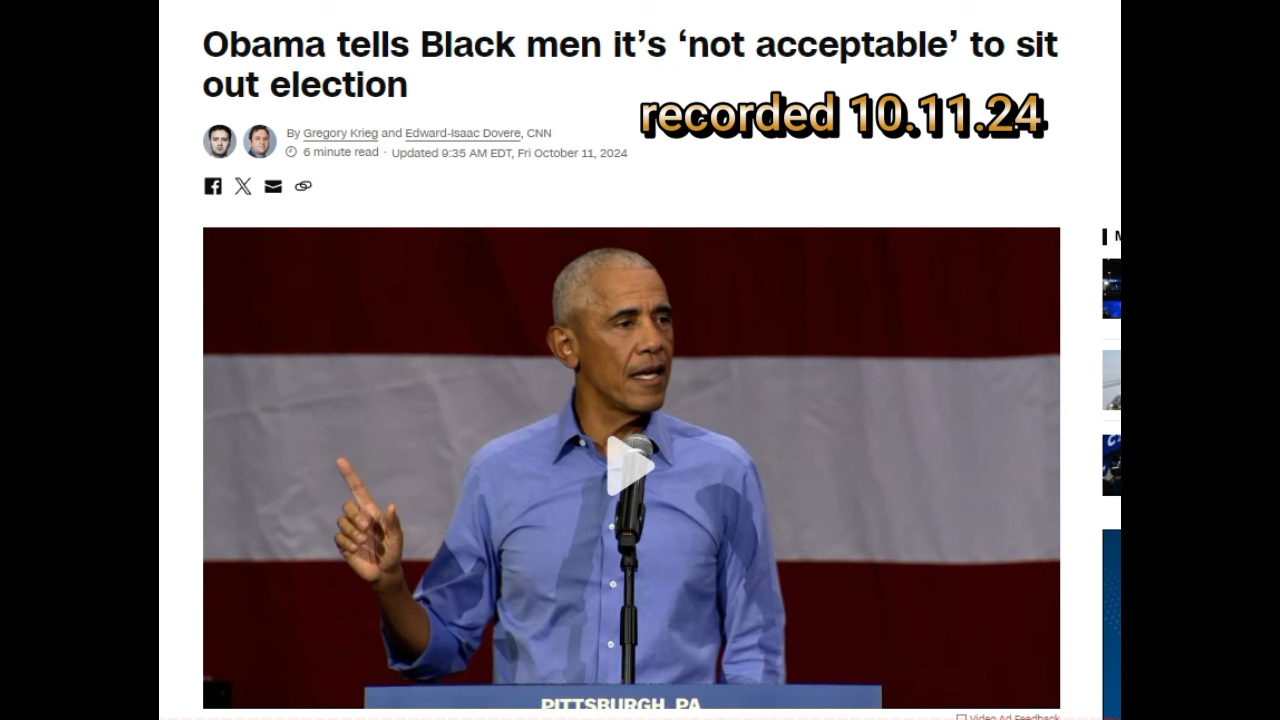 Obama tells Black men it’s ‘not acceptable’ to sit
out election
recorded 10.11.24
By Gregory Krieg and Edward-Isaac Dovere, CNN
6 minute read · Updated 9:35 AM EDT, Fri October 11, 2024
PITTSBURGH, PA
Video Ad Feedback